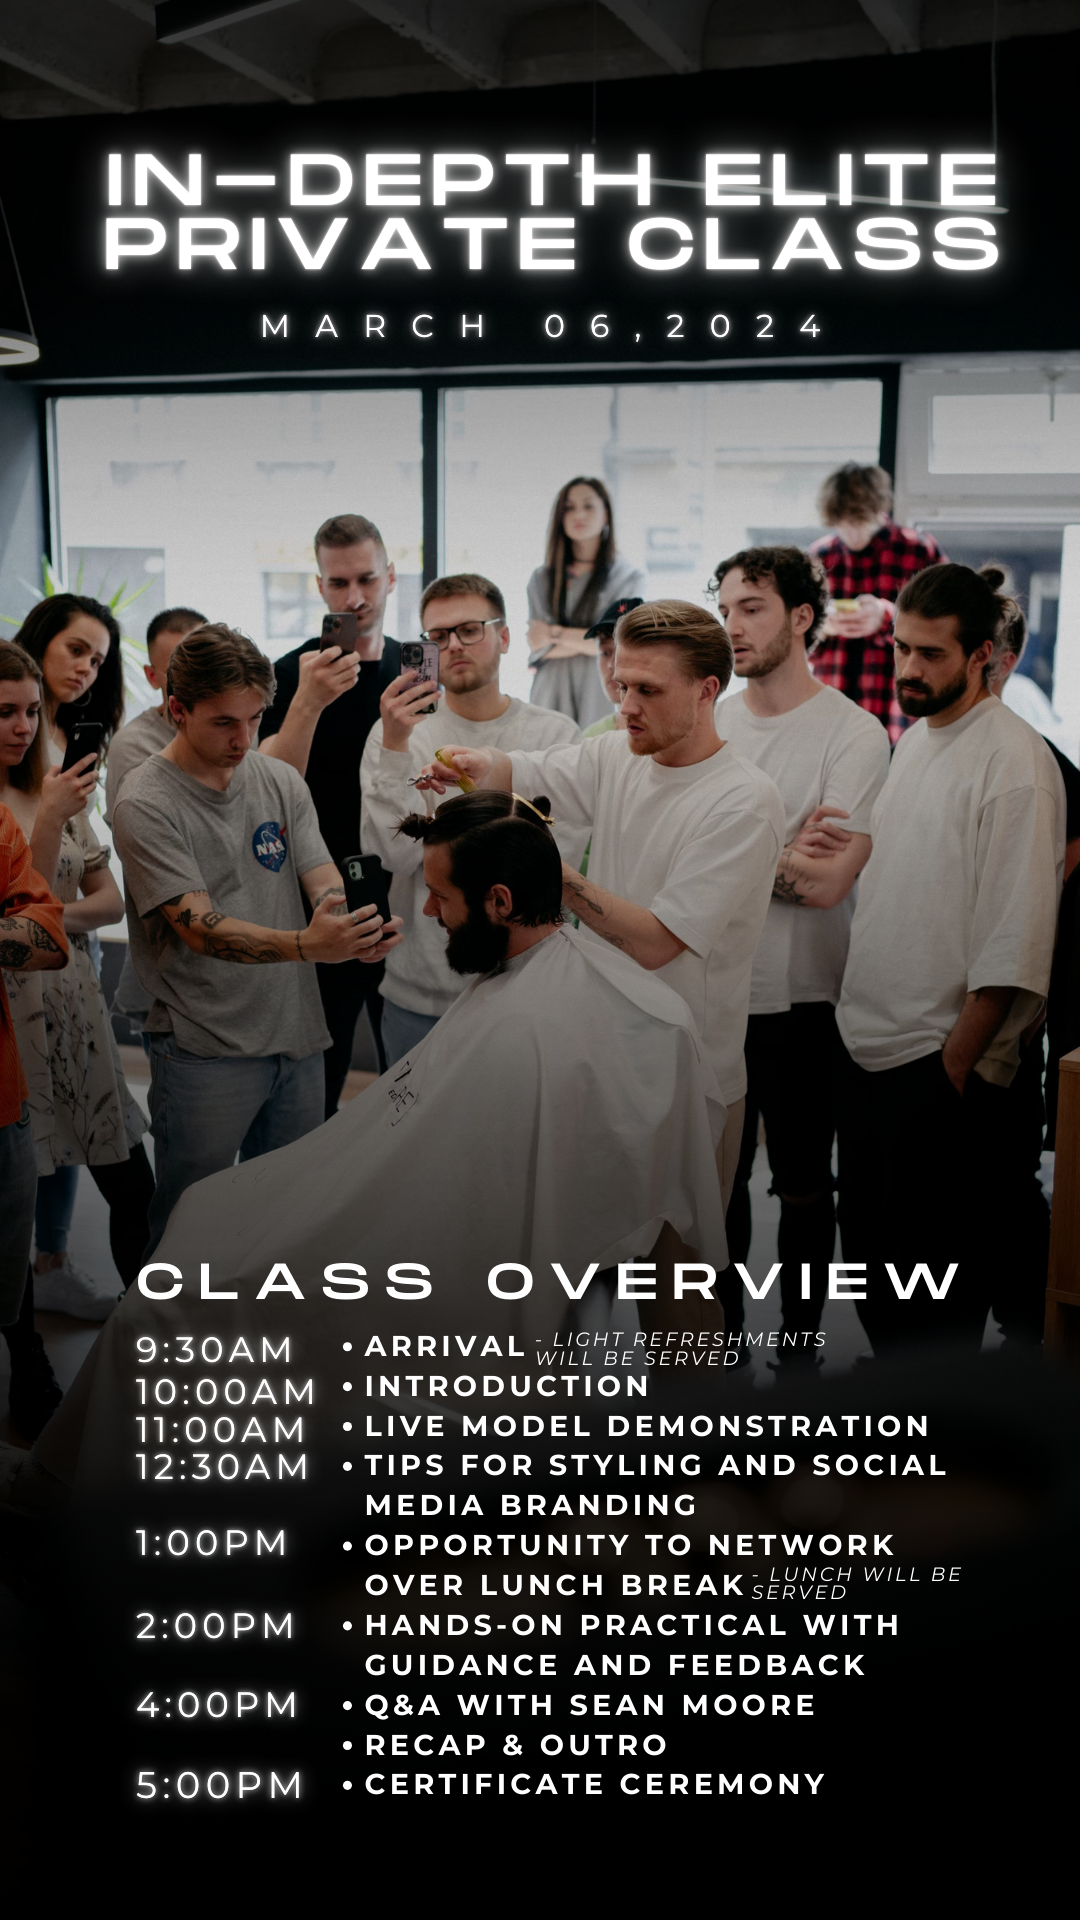 IN-DEPTH ELITE
PRIVATE CLASS
MARCH 06,2024
NASA
CLASS OVERVIEW
9:30AM • ARRIVAL - LIGHT REFRESHMENTS
WILL BE SERVED
10:00AM • INTRODUCTION
11:00AM • LIVE MODEL DEMONSTRATION
12:30AM • TIPS FOR STYLING AND SOCIAL
MEDIA BRANDING
1:00PM • OPPORTUNITY TO NETWORK
OVER LUNCH BREAK - LUNCH WILL BE
SERVED
2:00PM • HANDS-ON PRACTICAL WITH
GUIDANCE AND FEEDBACK
4:00PM • Q&A WITH SEAN MOORE
• RECAP & OUTRO
5:00PM • CERTIFICATE CEREMONY